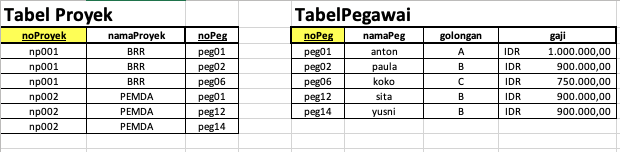 Tabel Proyek TabelPegawai
noProyek namaProyek noPeg noPeg namaPeg golongan gaji
np001 BRR peg01 peg01 anton A IDR 1.000.000,00
np001 BRR peg02 peg02 paula B IDR 900.000,00
np001 BRR peg06 peg06 koko C IDR 750.000,00
np002 PEMDA peg01 peg12 sita B IDR 900.000,00
np002 PEMDA peg12 peg14 yusni B IDR 900.000,00
np002 PEMDA peg14